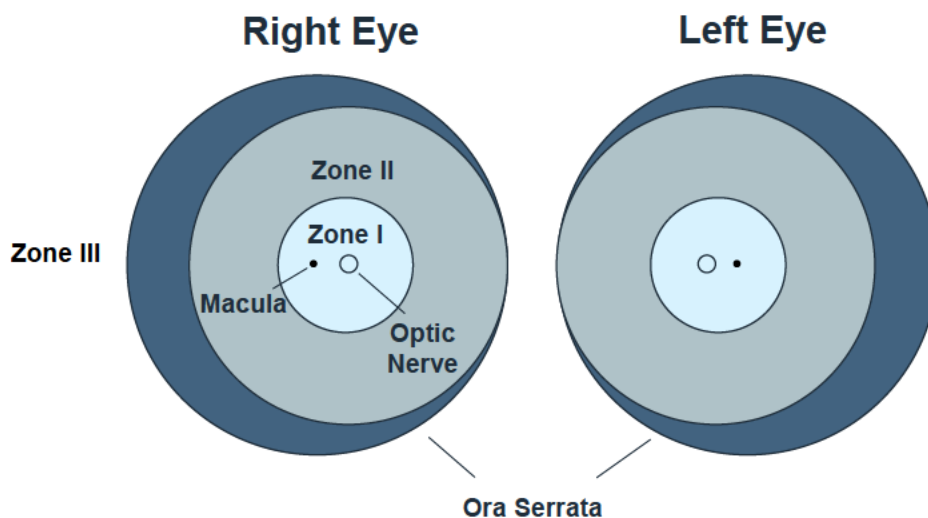 Right Eye
Left Eye
Zone II
Zone I
Zone III
Macula
Optic
Nerve
Ora Serrata